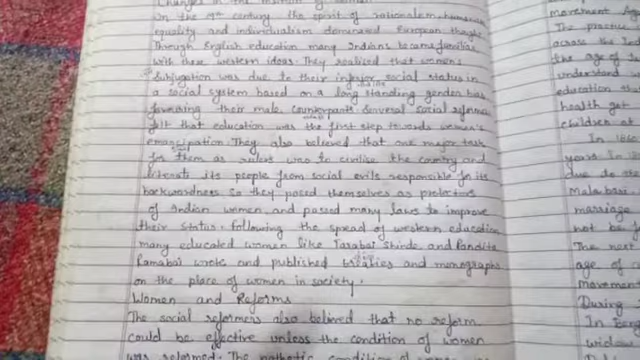 Changes in the
In the 19th century the spirit of rationalism, humanism
equality and individualism dominated European thought
Through English education many Indians became familiar
with these western ideas. They realised that women's
Subjugation was due to their inferior social status in
a social system based on a long standing gender bias
favouring their male counterparts. Several social reformers
felt that education was the first step towards women's
emancipation. They also believed that one major task
for them as rulers was to civilise the country and
its people from social evils responsible for its
backwardness. So they paced themselves as protectors
of Indian women and passed many laws to improve
their status. Following the spread of western education
many educated women like Tarabai Shinde and Pandita
Ramabai wrote and published and monographs
on the place of women in society.
Women and Reforms
The social reformers also believed that no reform
could be effective unless the condition of women
was reformed. The pathetic condition of
movement
The practice
across the In
the age of
understand
education th
health get
children at
In 18
years In
due to the
Male
marriage
not be
The next
age of
Movement
During
In Ben
widow